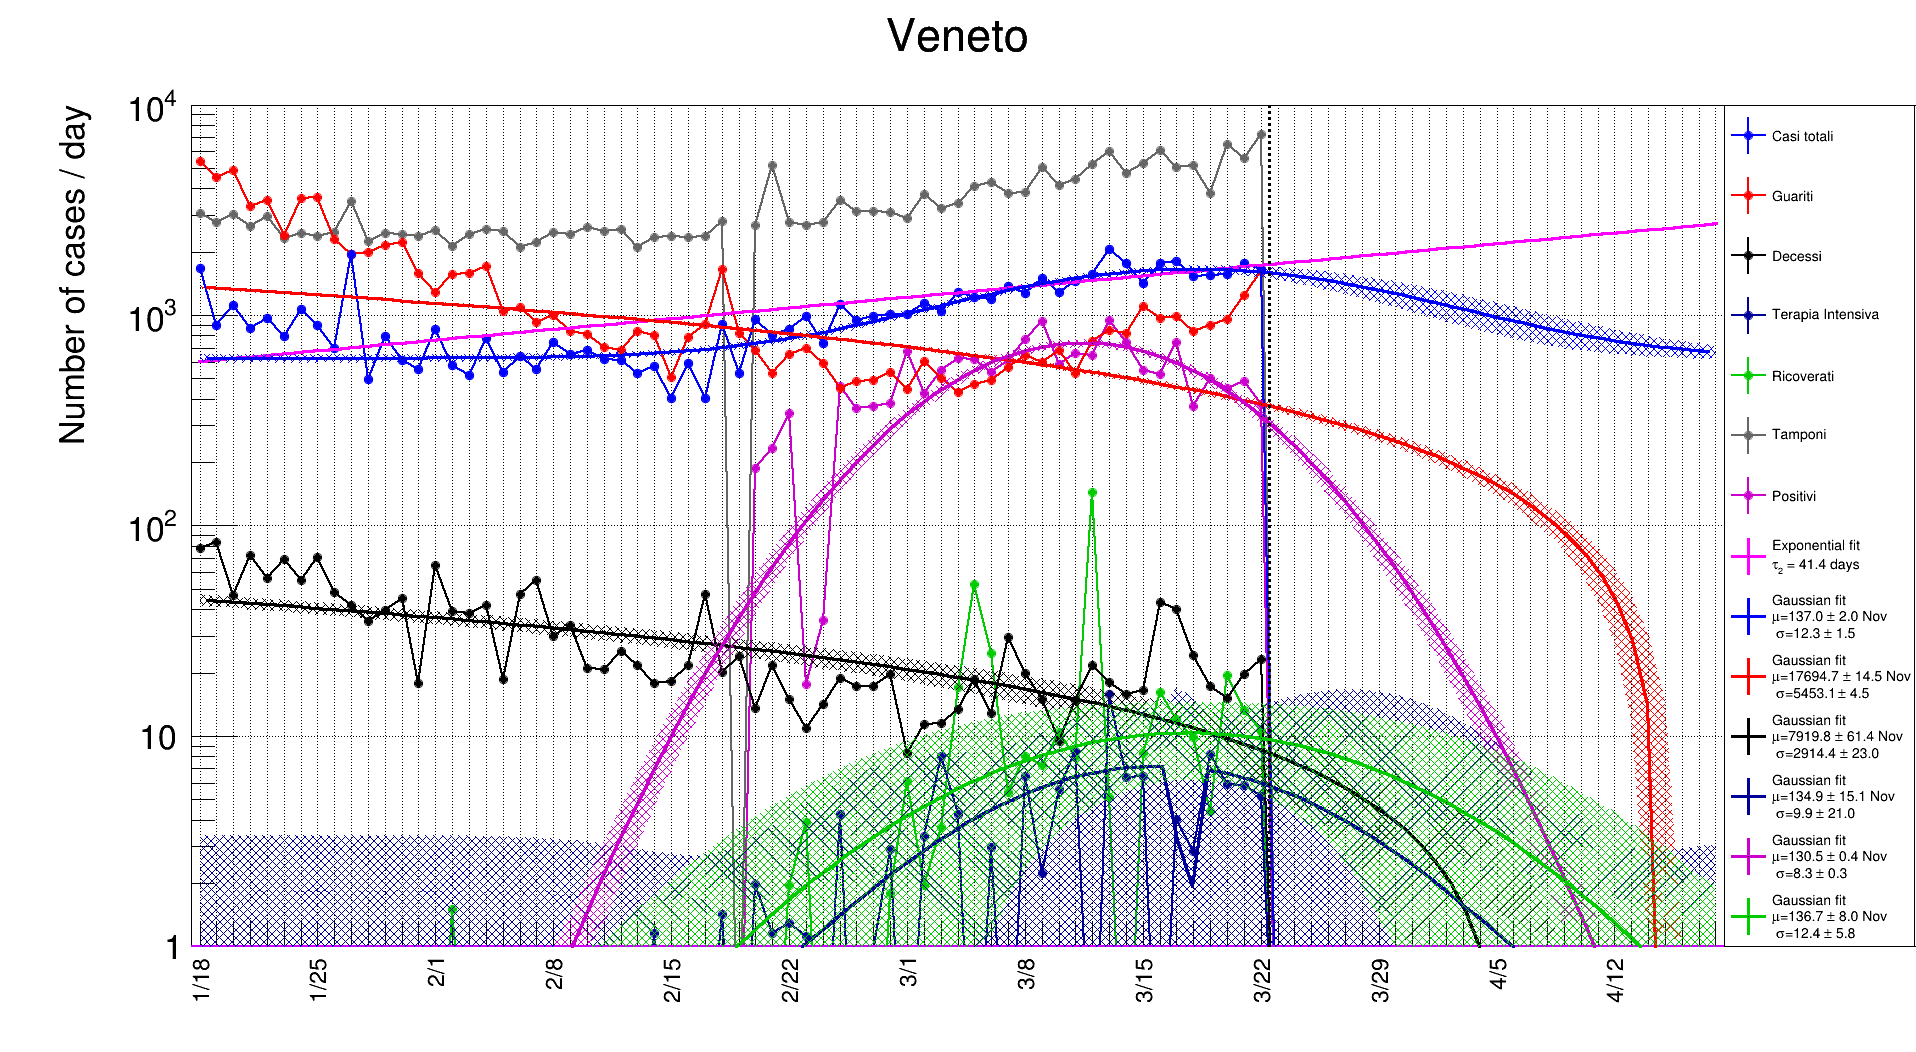 Veneto
Number of cases / day
10^4
10^3
10^2
10
1
1/18
1/25
2/1
2/8
2/15
2/22
3/1
3/8
3/15
3/22
3/29
4/5
4/12
Casi totali
Guariti
Decessi
Terapia Intensiva
Ricoverati
Tamponi
Positivi
Exponential fit
τ₂ = 41.4 days
Gaussian fit
μ=137.0 ± 2.0 Nov
σ=12.3 ± 1.5
Gaussian fit
μ=17694.7 ± 14.5 Nov
σ=5453.1 ± 4.5
Gaussian fit
μ=7919.8 ± 61.4 Nov
σ=2914.4 ± 23.0
Gaussian fit
μ=134.9 ± 15.1 Nov
σ=9.9 ± 21.0
Gaussian fit
μ=130.5 ± 0.4 Nov
σ=8.3 ± 0.3
Gaussian fit
μ=136.7 ± 8.0 Nov
σ=12.4 ± 5.8